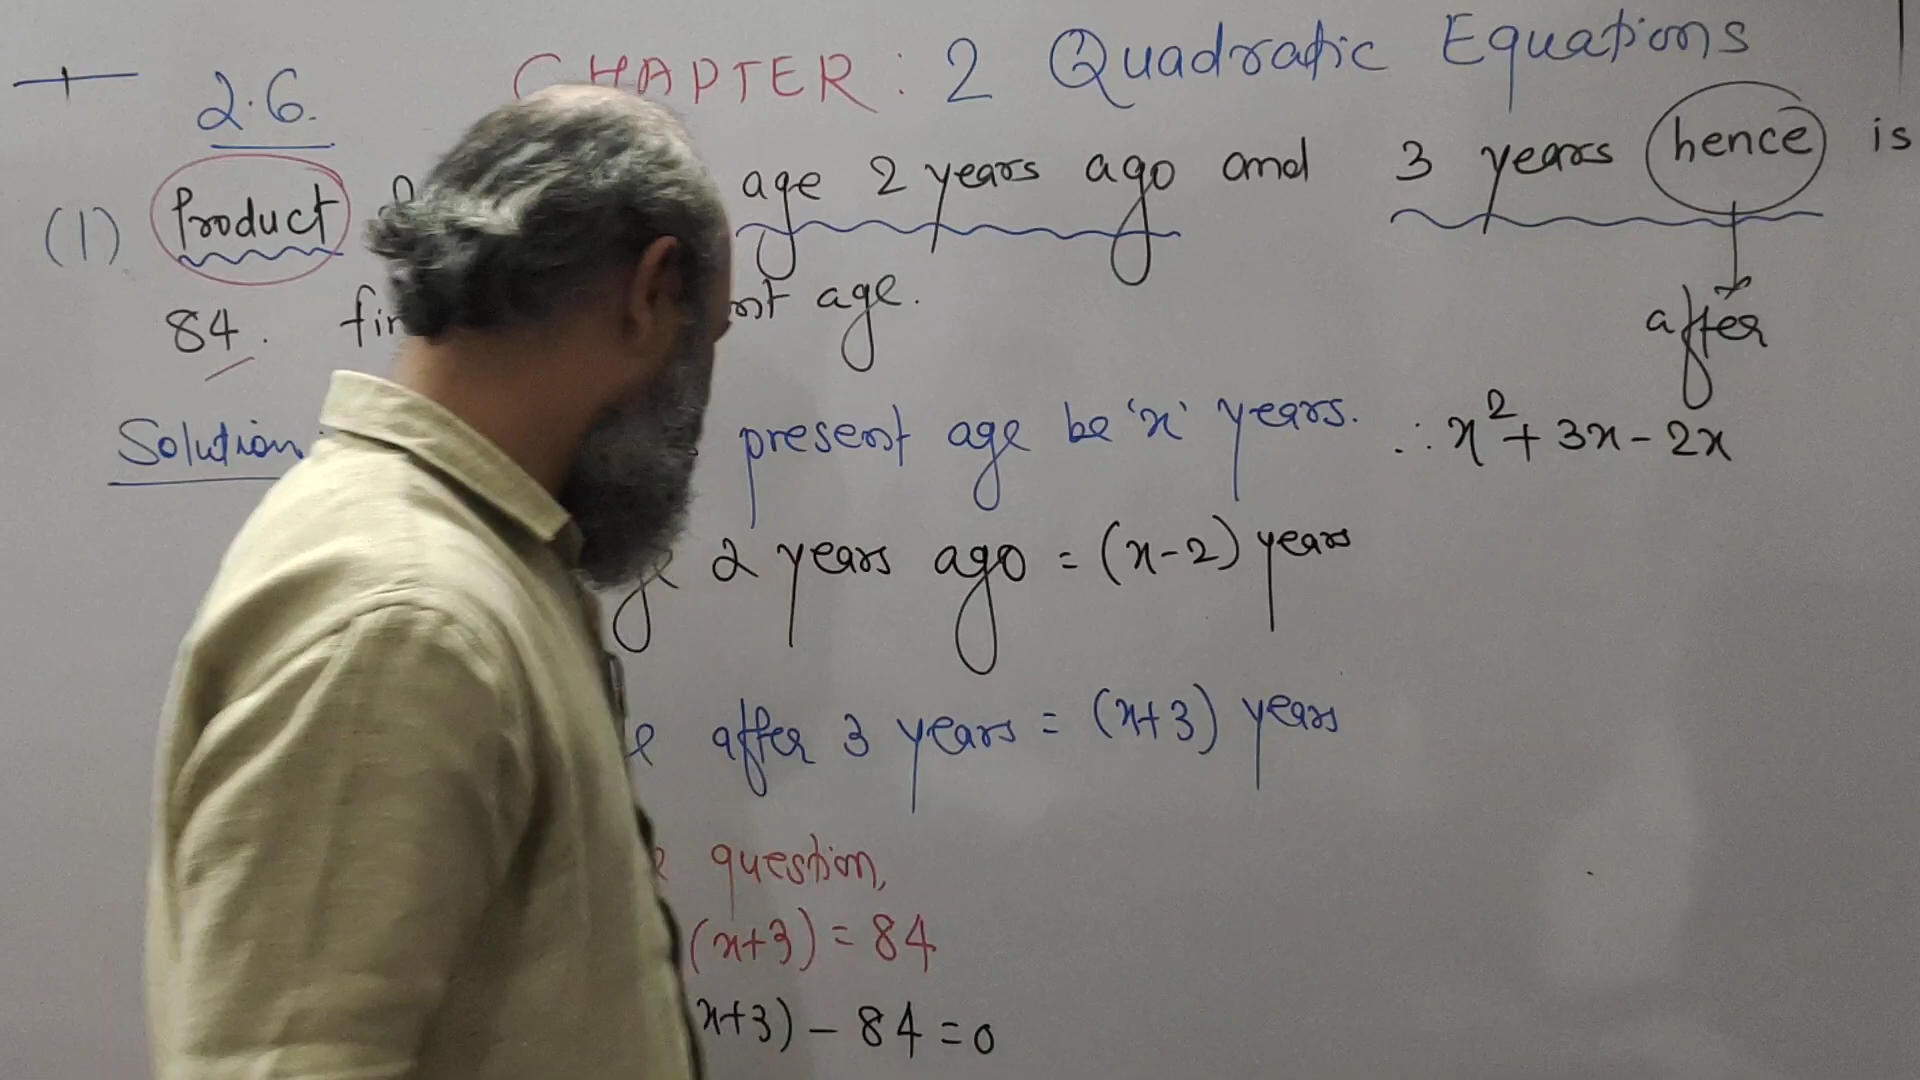 2.6. CHAPTER: 2 Quadratic Equations
(1) Product age 2 years ago and 3 years hence is
84. age.
after
Solution: present age be 'x' years. ∴ x² + 3x - 2x
2 years ago = (x-2) years
after 3 years = (x+3) years
question,
(x+3) = 84
x+3) - 84 = 0